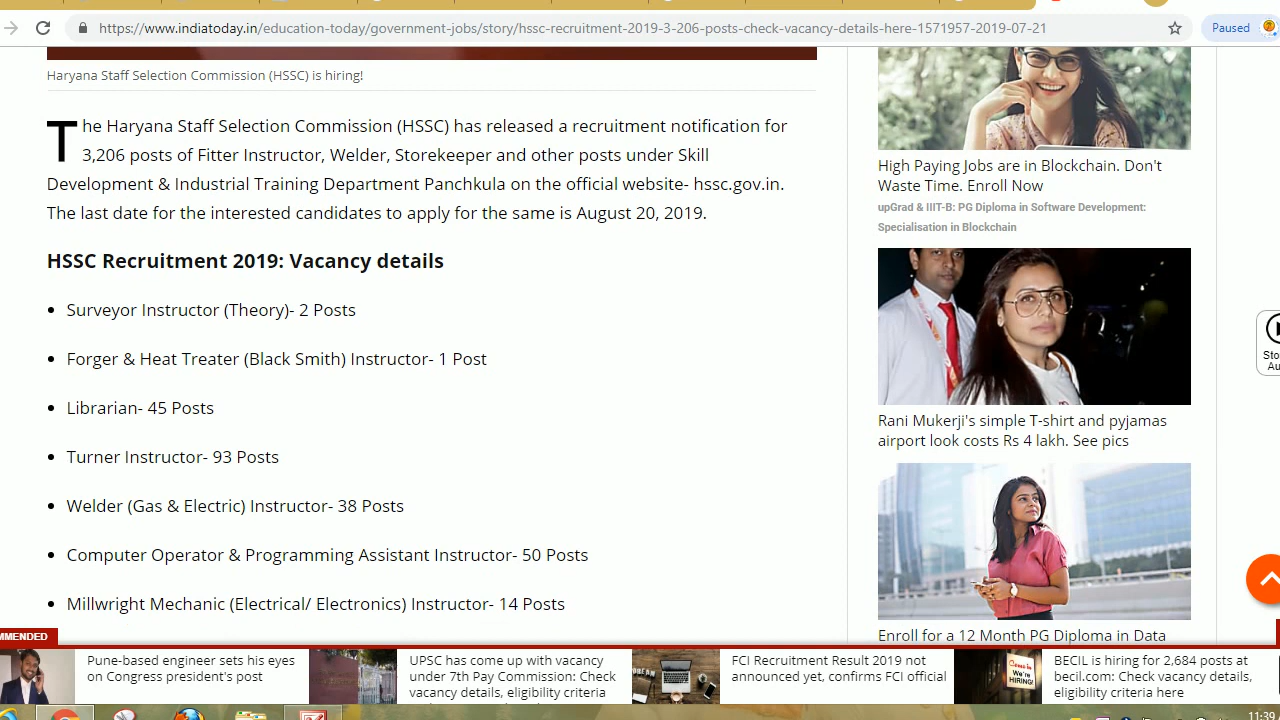 https://www.indiatoday.in/education-today/government-jobs/story/hssc-recruitment-2019-3-206-posts-check-vacancy-details-here-1571957-2019-07-21
Paused
Haryana Staff Selection Commission (HSSC) is hiring!
The Haryana Staff Selection Commission (HSSC) has released a recruitment notification for
3,206 posts of Fitter Instructor, Welder, Storekeeper and other posts under Skill
Development & Industrial Training Department Panchkula on the official website- hssc.gov.in.
The last date for the interested candidates to apply for the same is August 20, 2019.
HSSC Recruitment 2019: Vacancy details
• Surveyor Instructor (Theory)- 2 Posts
• Forger & Heat Treater (Black Smith) Instructor- 1 Post
• Librarian- 45 Posts
• Turner Instructor- 93 Posts
• Welder (Gas & Electric) Instructor- 38 Posts
• Computer Operator & Programming Assistant Instructor- 50 Posts
• Millwright Mechanic (Electrical/ Electronics) Instructor- 14 Posts
High Paying Jobs are in Blockchain. Don't
Waste Time. Enroll Now
upGrad & IIIT-B: PG Diploma in Software Development:
Specialisation in Blockchain
Rani Mukerji's simple T-shirt and pyjamas
airport look costs Rs 4 lakh. See pics
Enroll for a 12 Month PG Diploma in Data
Sto
Au
MMENDED
Pune-based engineer sets his eyes
on Congress president's post
UPSC has come up with vacancy
under 7th Pay Commission: Check
vacancy details, eligibility criteria
DREAM
FCI Recruitment Result 2019 not
announced yet, confirms FCI official
Come in
We're
HIRING!
BECIL is hiring for 2,684 posts at
becil.com: Check vacancy details,
eligibility criteria here
11:39